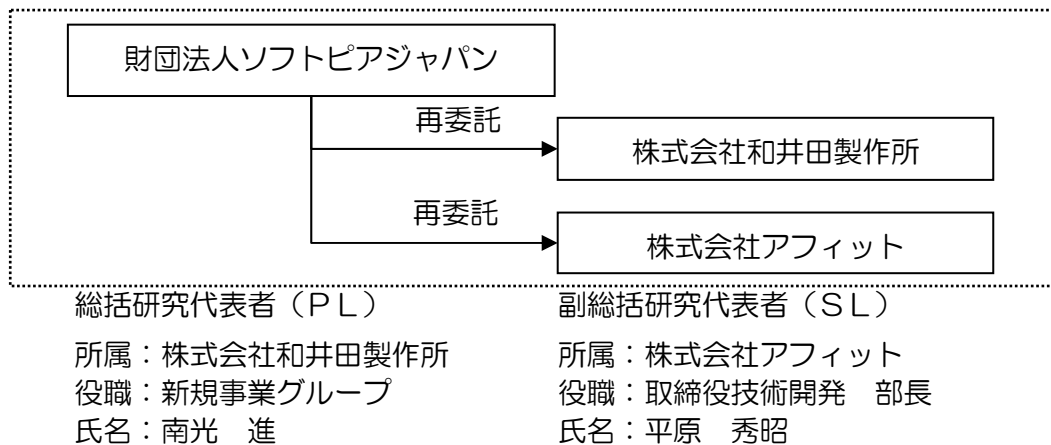 財団法人ソフトピアジャパン
再委託
株式会社和井田製作所
再委託
株式会社アフィット
総括研究代表者（ＰＬ）
所属：株式会社和井田製作所
役職：新規事業グループ
氏名：南光　進
副総括研究代表者（ＳＬ）
所属：株式会社アフィット
役職：取締役技術開発　部長
氏名：平原　秀昭